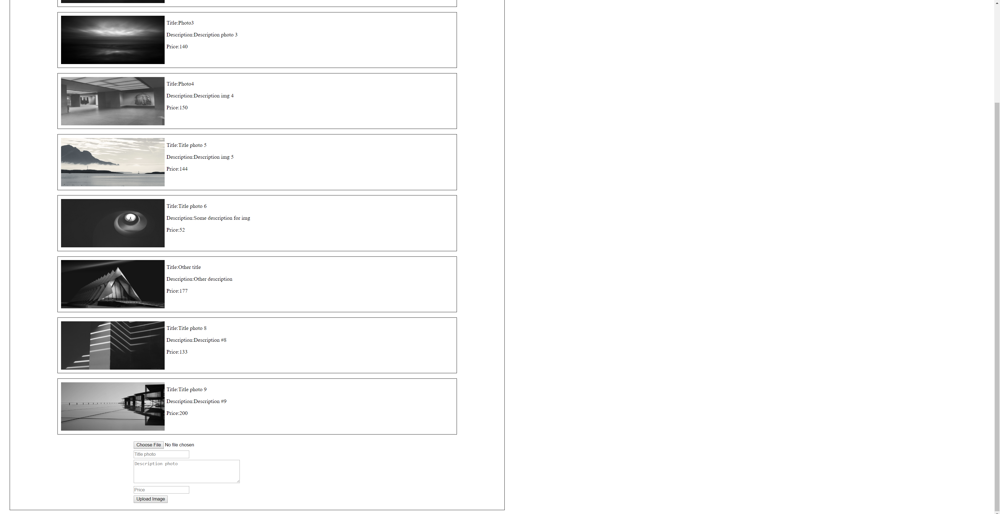 Title:Photo3
Description:Description photo 3
Price:140
Title:Photo4
Description:Description img 4
Price:150
Title:Title photo 5
Description:Description img 5
Price:144
Title:Title photo 6
Description:Some description for img
Price:52
Title:Other title
Description:Other description
Price:177
Title:Title photo 8
Description:Description #8
Price:133
Title:Title photo 9
Description:Description #9
Price:200
Choose File No file chosen
Title photo
Description photo
Price
Upload Image